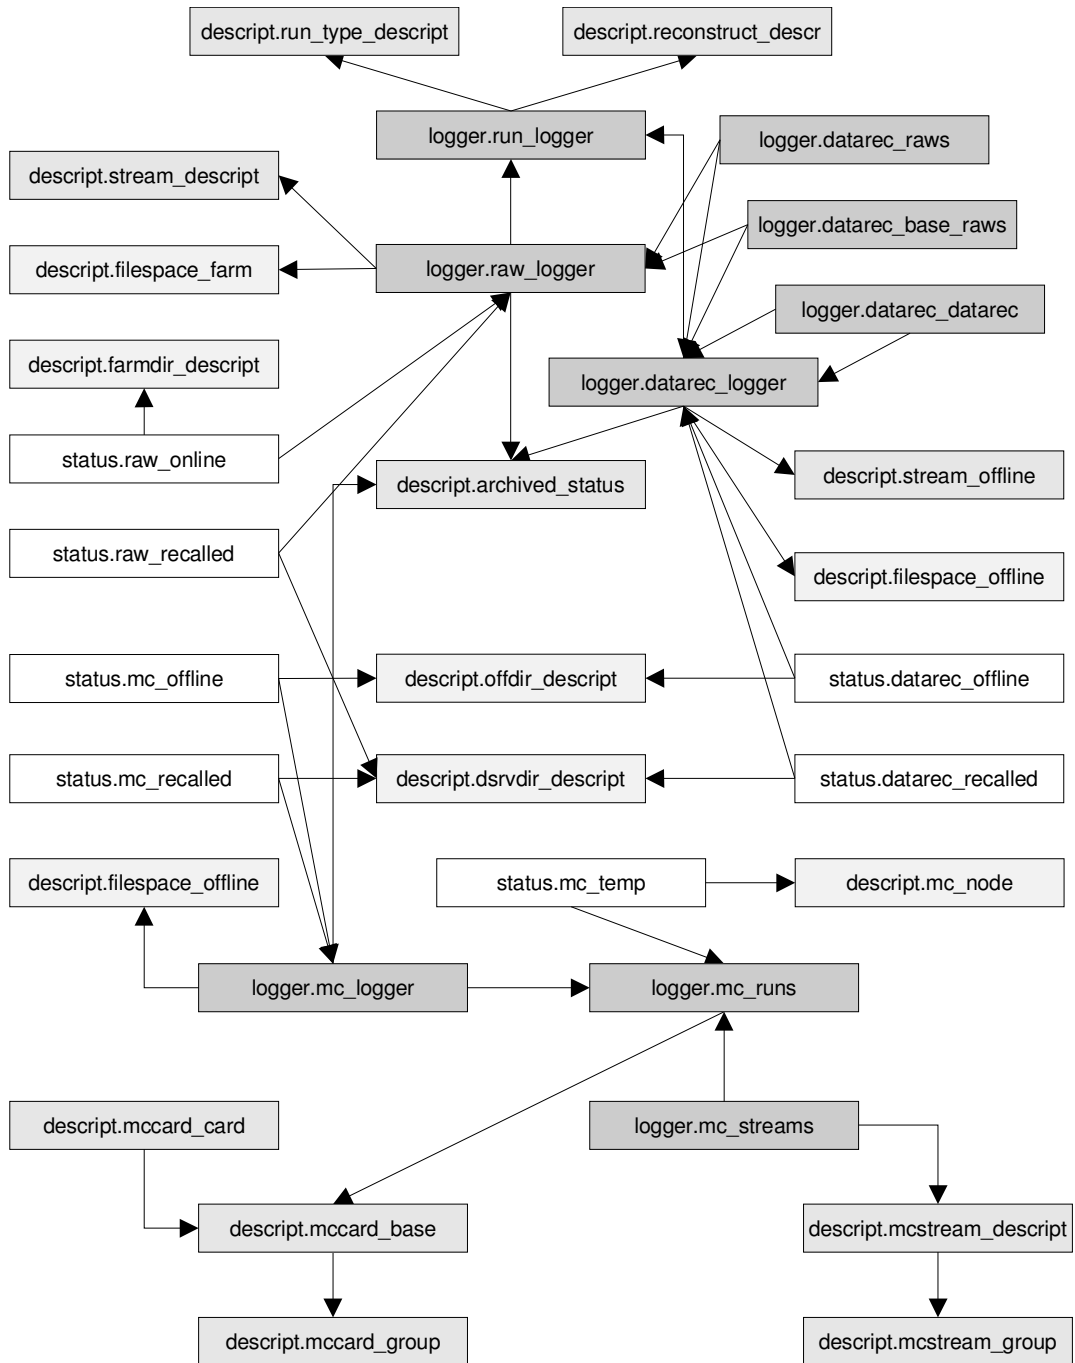 descript.run_type_descript
descript.reconstruct_descr
logger.run_logger
logger.datarec_raws
descript.stream_descript
logger.datarec_base_raws
descript.filespace_farm
logger.raw_logger
logger.datarec_datarec
descript.farmdir_descript
logger.datarec_logger
status.raw_online
descript.archived_status
descript.stream_offline
status.raw_recalled
descript.filespace_offline
status.mc_offline
descript.offdir_descript
status.datarec_offline
status.mc_recalled
descript.dsrvdir_descript
status.datarec_recalled
descript.filespace_offline
status.mc_temp
descript.mc_node
logger.mc_logger
logger.mc_runs
descript.mccard_card
logger.mc_streams
descript.mccard_base
descript.mcstream_descript
descript.mccard_group
descript.mcstream_group